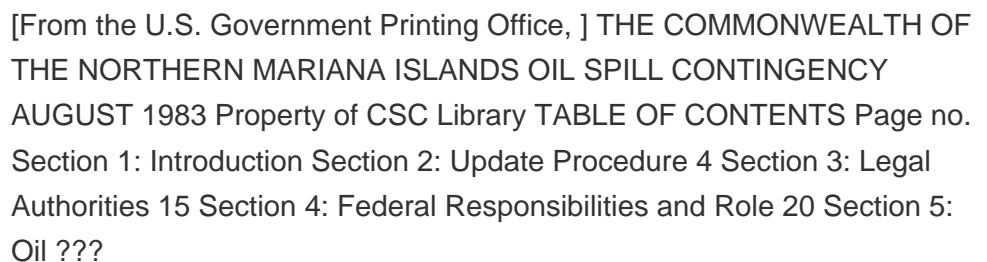 [From the U.S. Government Printing Office, ] THE COMMONWEALTH OF
THE NORTHERN MARIANA ISLANDS OIL SPILL CONTINGENCY
AUGUST 1983 Property of CSC Library TABLE OF CONTENTS Page no.
Section 1: Introduction Section 2: Update Procedure 4 Section 3: Legal
Authorities 15 Section 4: Federal Responsibilities and Role 20 Section 5:
Oil ???